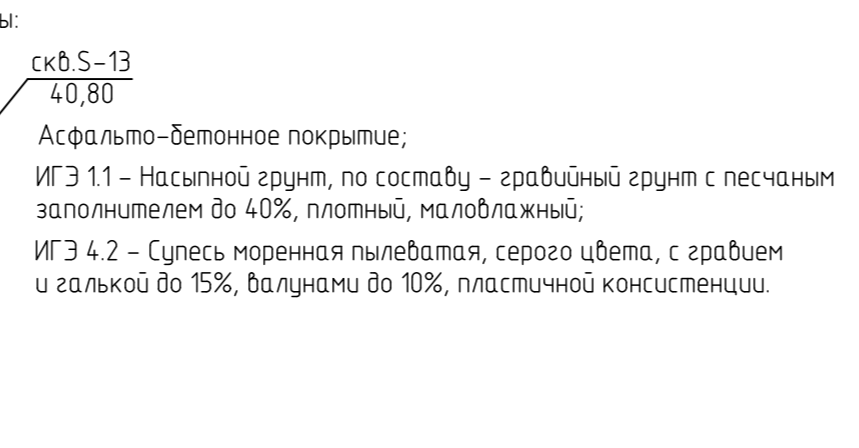 ы:
скв.S-13
40,80
Асфальто-бетонное покрытие;
ИГЭ 1.1 - Насыпной грунт, по составу - гравийный грунт с песчаным
заполнителем до 40%, плотный, маловлажный;
ИГЭ 4.2 - Супесь моренная пылеватая, серого цвета, с гравием
и галькой до 15%, валунами до 10%, пластичной консистенции.